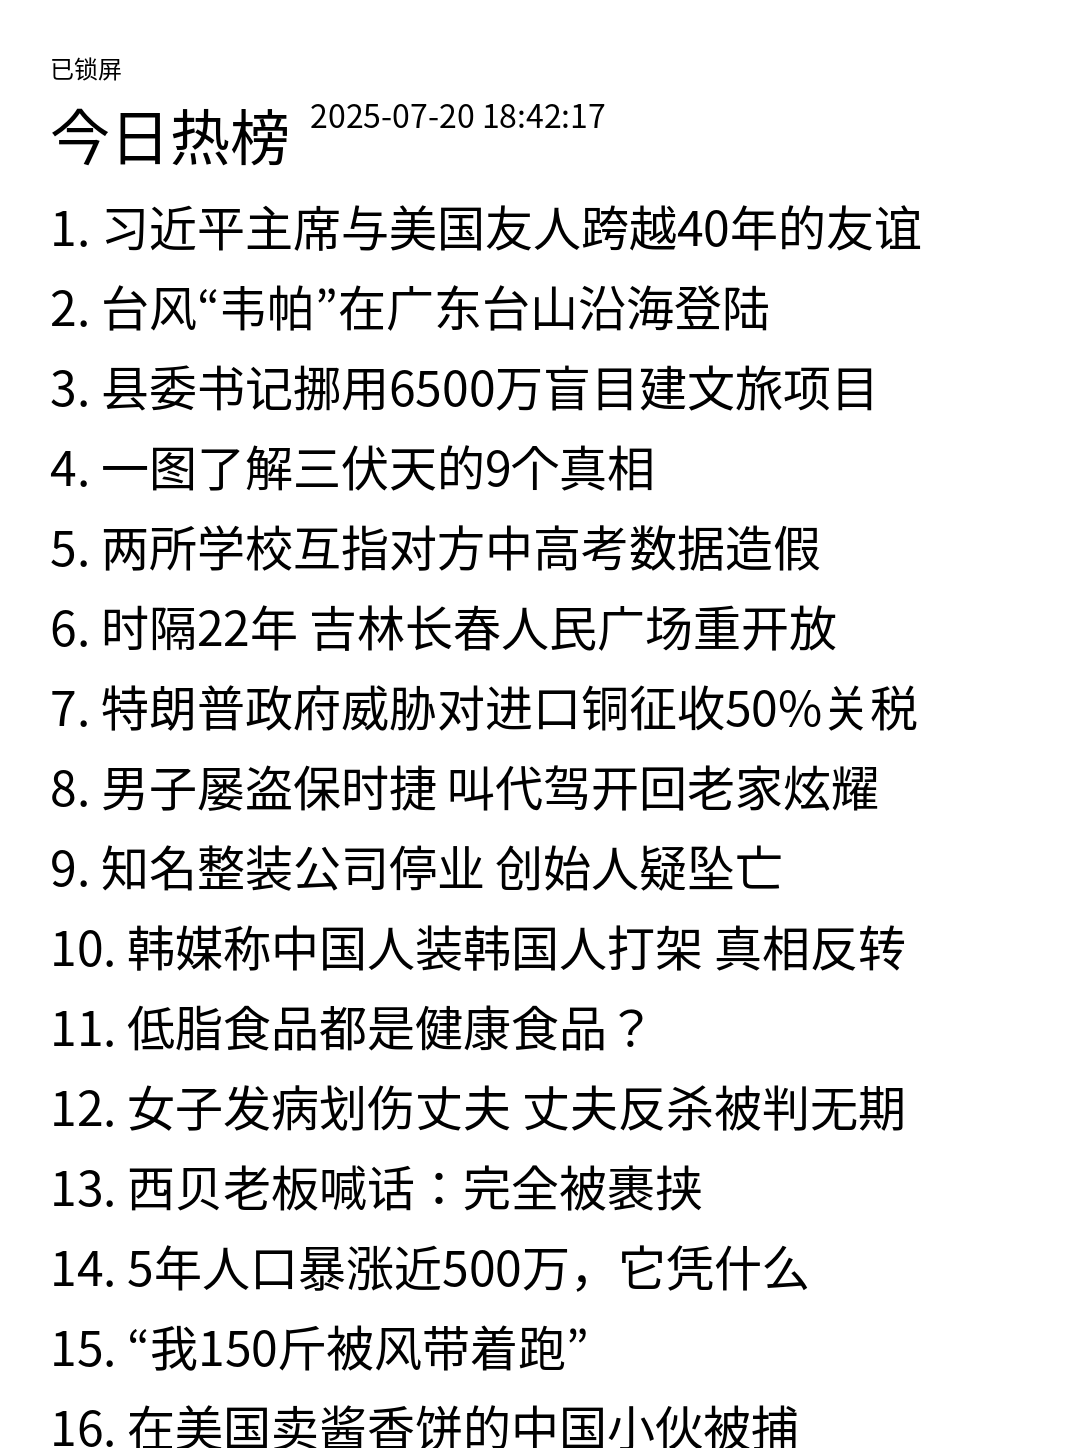 已锁屏
今日热榜 2025-07-20 18:42:17
1. 习近平主席与美国友人跨越40年的友谊
2. 台风“韦帕”在广东台山沿海登陆
3. 县委书记挪用6500万盲目建文旅项目
4. 一图了解三伏天的9个真相
5. 两所学校互指对方中高考数据造假
6. 时隔22年 吉林长春人民广场重开放
7. 特朗普政府威胁对进口铜征收50%关税
8. 男子屡盗保时捷 叫代驾开回老家炫耀
9. 知名整装公司停业 创始人疑坠亡
10. 韩媒称中国人装韩国人打架 真相反转
11. 低脂食品都是健康食品？
12. 女子发病划伤丈夫 丈夫反杀被判无期
13. 西贝老板喊话：完全被裹挟
14. 5年人口暴涨近500万，它凭什么
15. “我150斤被风带着跑”
16. 在美国卖酱香饼的中国小伙被捕